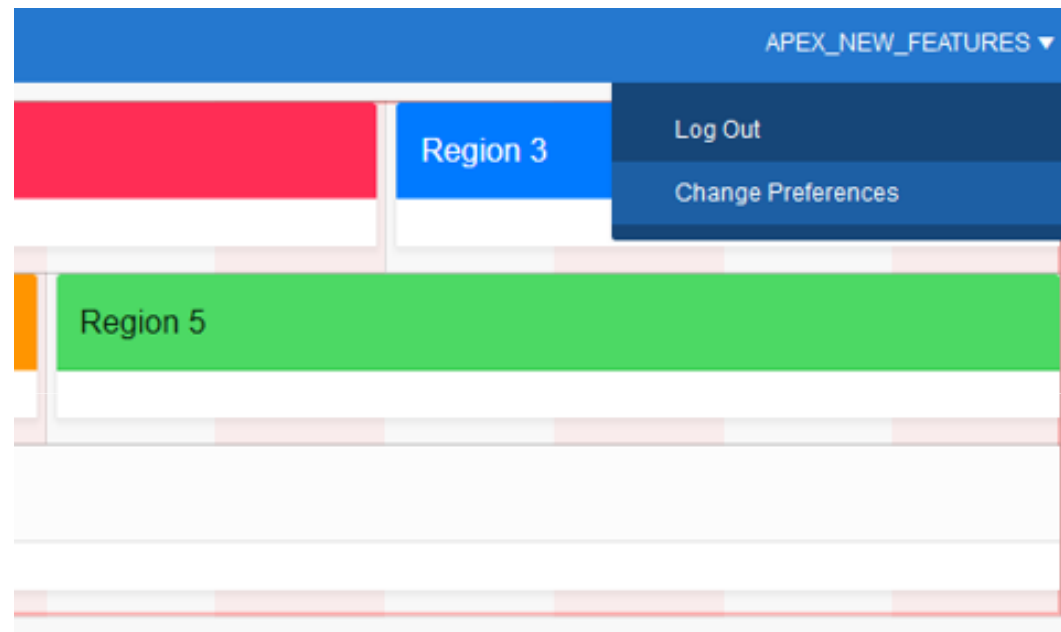 APEX_NEW_FEATURES
Log Out
Region 3
Change Preferences
Region 5